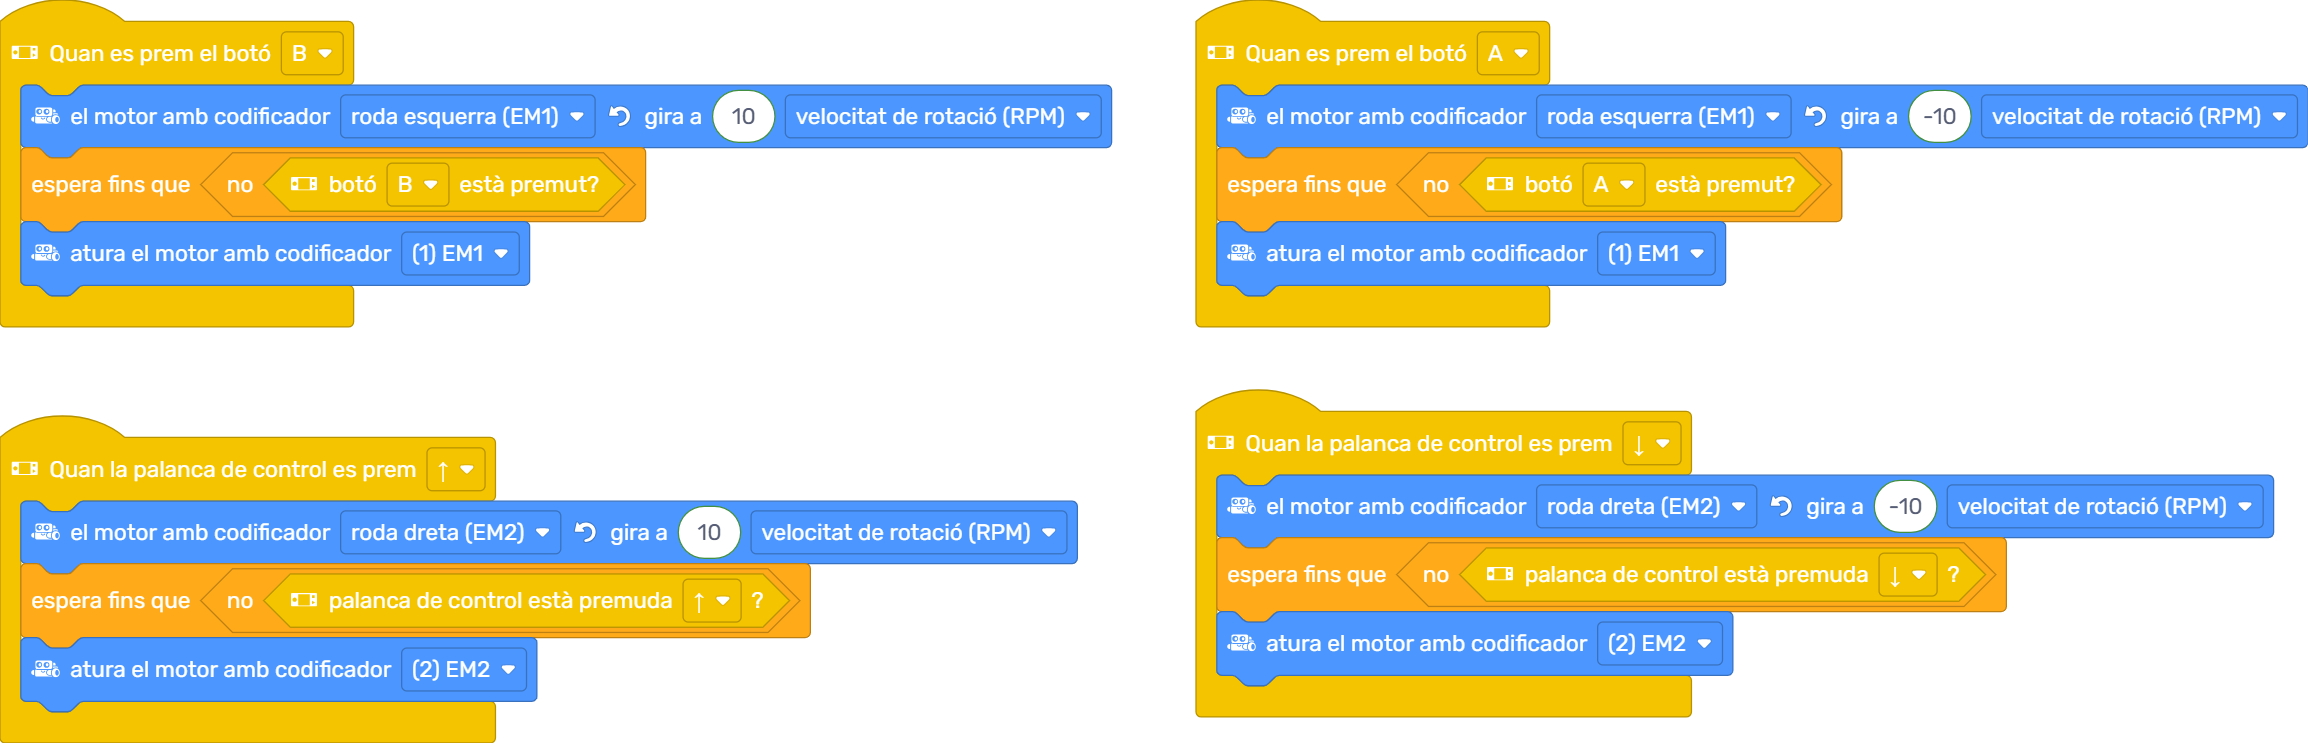 Quan es prem el botó B
el motor amb codificador roda esquerra (EM1) gira a 10 velocitat de rotació (RPM)
espera fins que no botó B està premut?
atura el motor amb codificador (1) EM1
Quan es prem el botó A
el motor amb codificador roda esquerra (EM1) gira a -10 velocitat de rotació (RPM)
espera fins que no botó A està premut?
atura el motor amb codificador (1) EM1
Quan la palanca de control es prem ↑
el motor amb codificador roda dreta (EM2) gira a 10 velocitat de rotació (RPM)
espera fins que no palanca de control està premuda ↑ ?
atura el motor amb codificador (2) EM2
Quan la palanca de control es prem ↓
el motor amb codificador roda dreta (EM2) gira a -10 velocitat de rotació (RPM)
espera fins que no palanca de control està premuda ↓ ?
atura el motor amb codificador (2) EM2